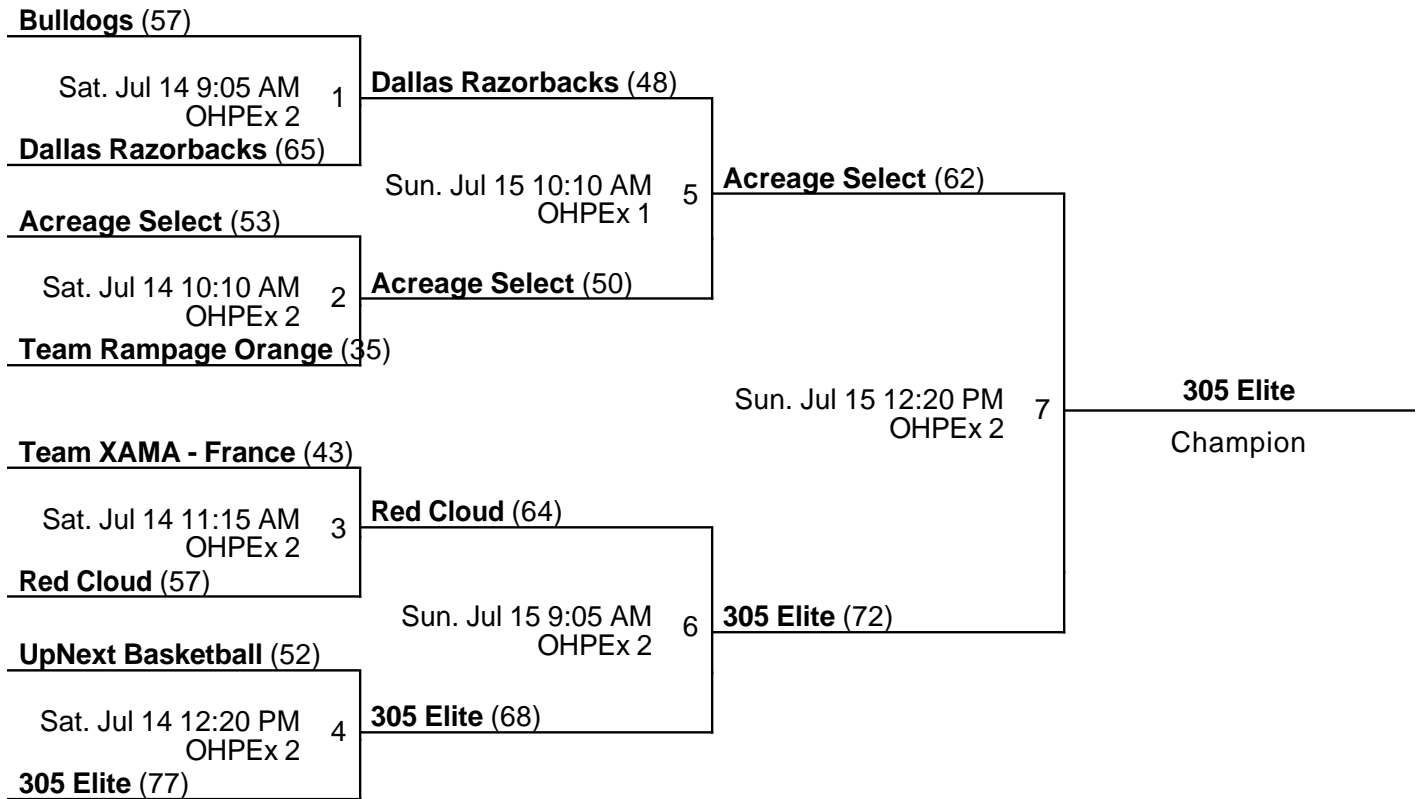 Bulldogs (57)
Sat. Jul 14 9:05 AM
OHPEx 2
1
Dallas Razorbacks (65)
Acreage Select (53)
Sat. Jul 14 10:10 AM
OHPEx 2
2
Team Rampage Orange (35)
Team XAMA - France (43)
Sat. Jul 14 11:15 AM
OHPEx 2
3
Red Cloud (57)
UpNext Basketball (52)
Sat. Jul 14 12:20 PM
OHPEx 2
4
305 Elite (77)
Dallas Razorbacks (48)
Sun. Jul 15 10:10 AM
OHPEx 1
5
Acreage Select (50)
Red Cloud (64)
Sun. Jul 15 9:05 AM
OHPEx 2
6
305 Elite (68)
Acreage Select (62)
Sun. Jul 15 12:20 PM
OHPEx 2
7
305 Elite (72)
305 Elite
Champion